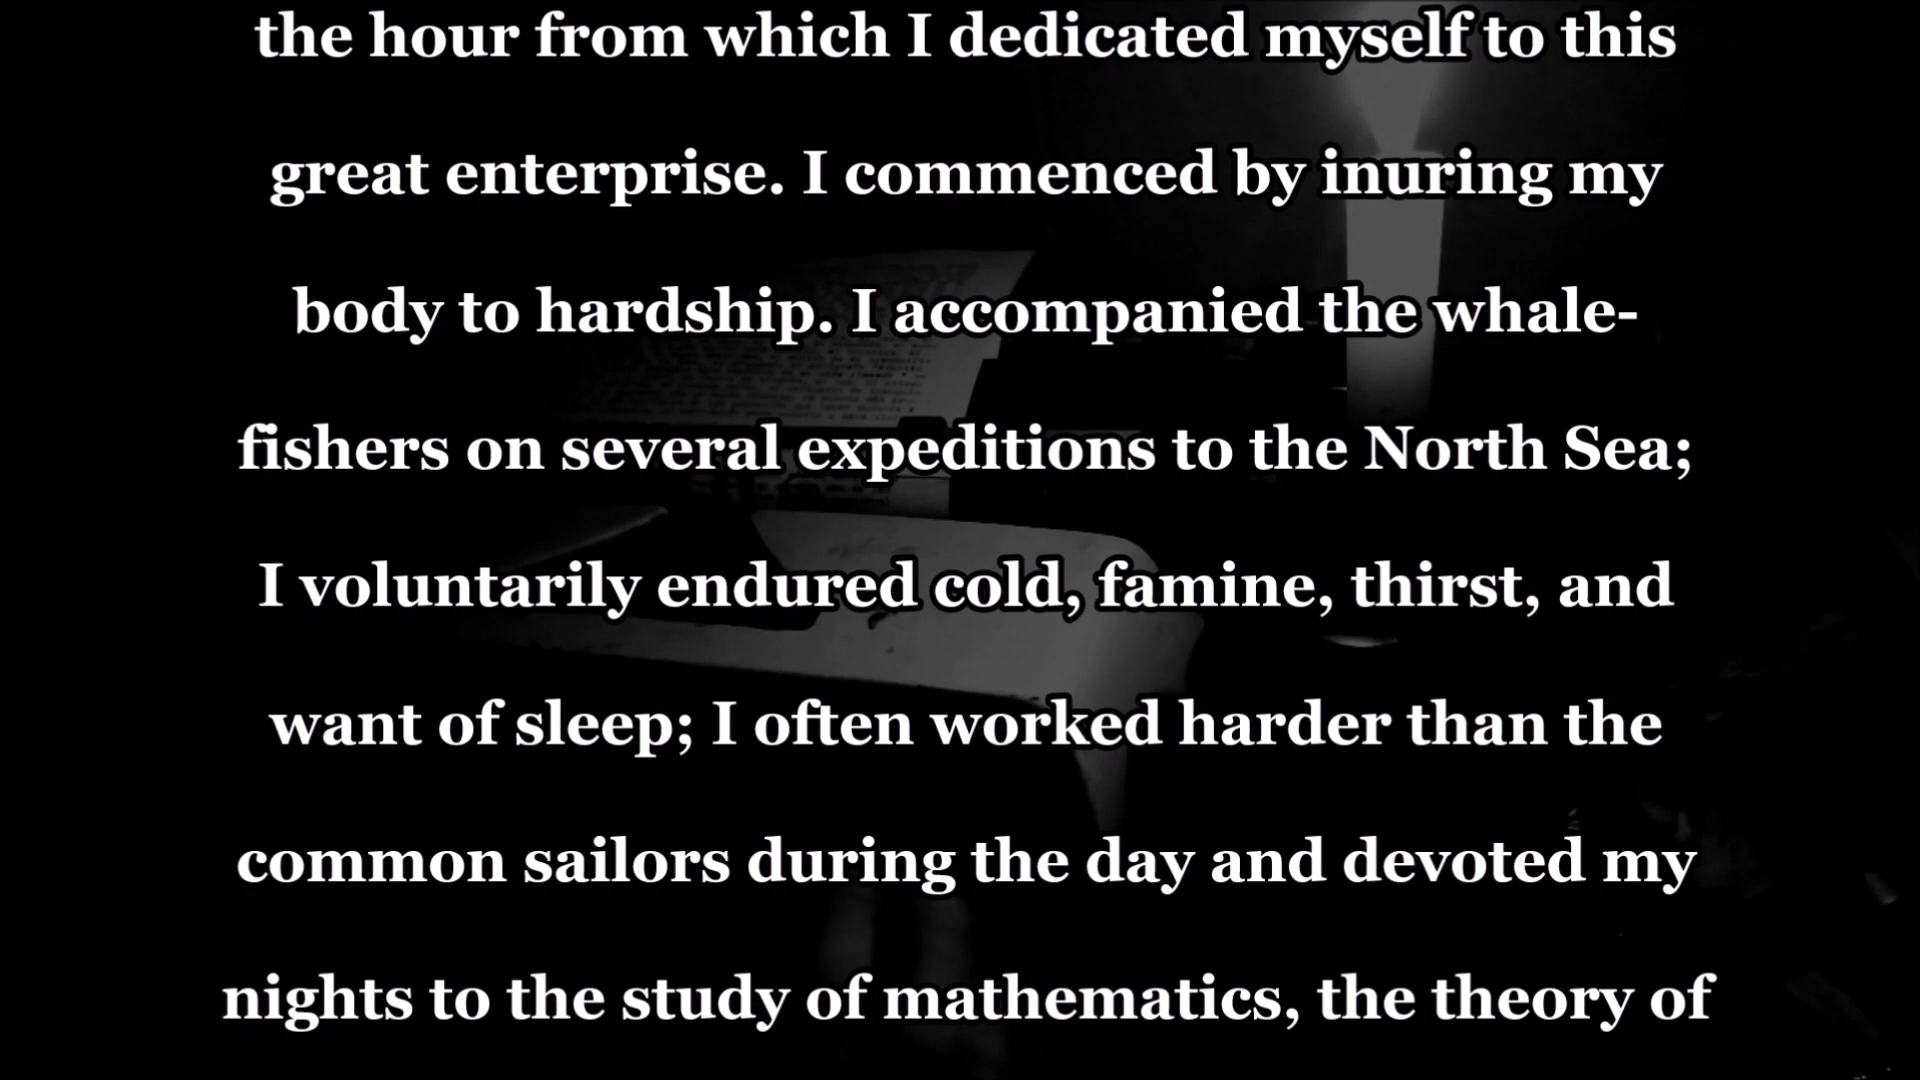 the hour from which I dedicated myself to this
great enterprise. I commenced by inuring my
body to hardship. I accompanied the whale-
fishers on several expeditions to the North Sea;
I voluntarily endured cold, famine, thirst, and
want of sleep; I often worked harder than the
common sailors during the day and devoted my
nights to the study of mathematics, the theory of